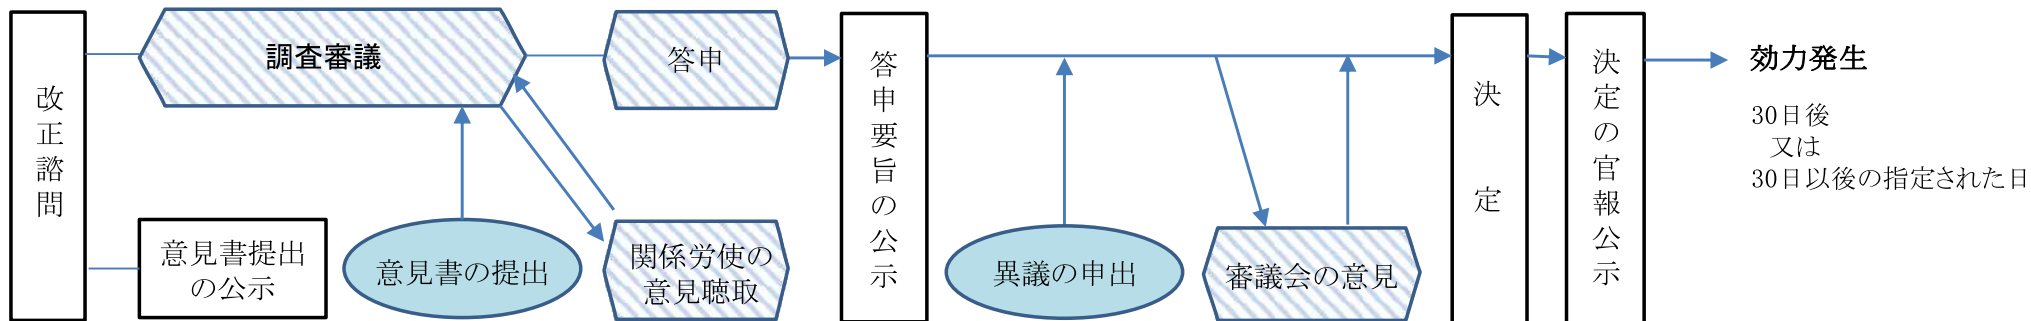 改正諮問
調査審議
答申
意見書提出
の公示
意見書の提出
関係労使の
意見聴取
答申要旨の公示
異議の申出
審議会の意見
決定
決定の官報公示
効力発生
30日後
又は
30日以後の指定された日